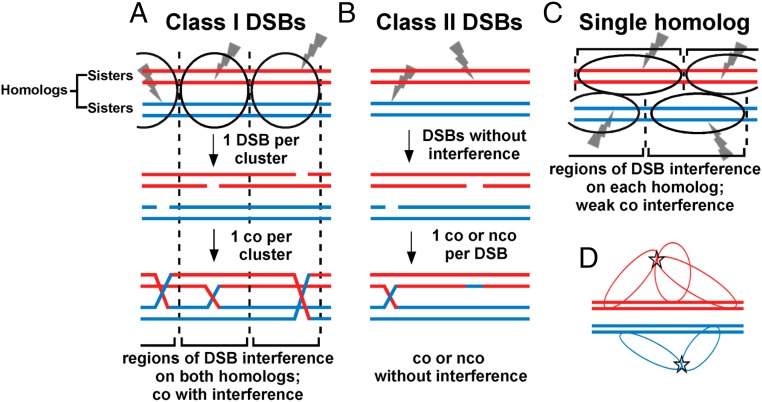 A
Class I DSBs
Homologs
Sisters
Sisters
1 DSB per
cluster
1 co per
cluster
regions of DSB interference
on both homologs;
co with interference
B
Class II DSBs
DSBs without
interference
1 co or nco
per DSB
co or nco
without interference
C
Single homolog
regions of DSB interference
on each homolog;
weak co interference
D